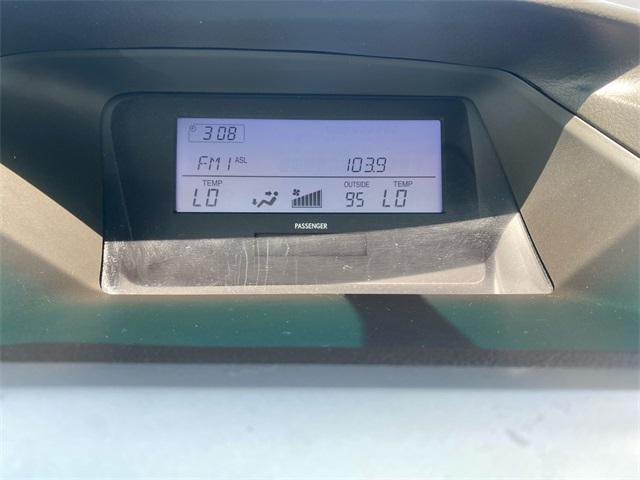 3:08
FM1 ASL 103.9
TEMP OUTSIDE TEMP
LO 95 LO
PASSENGER